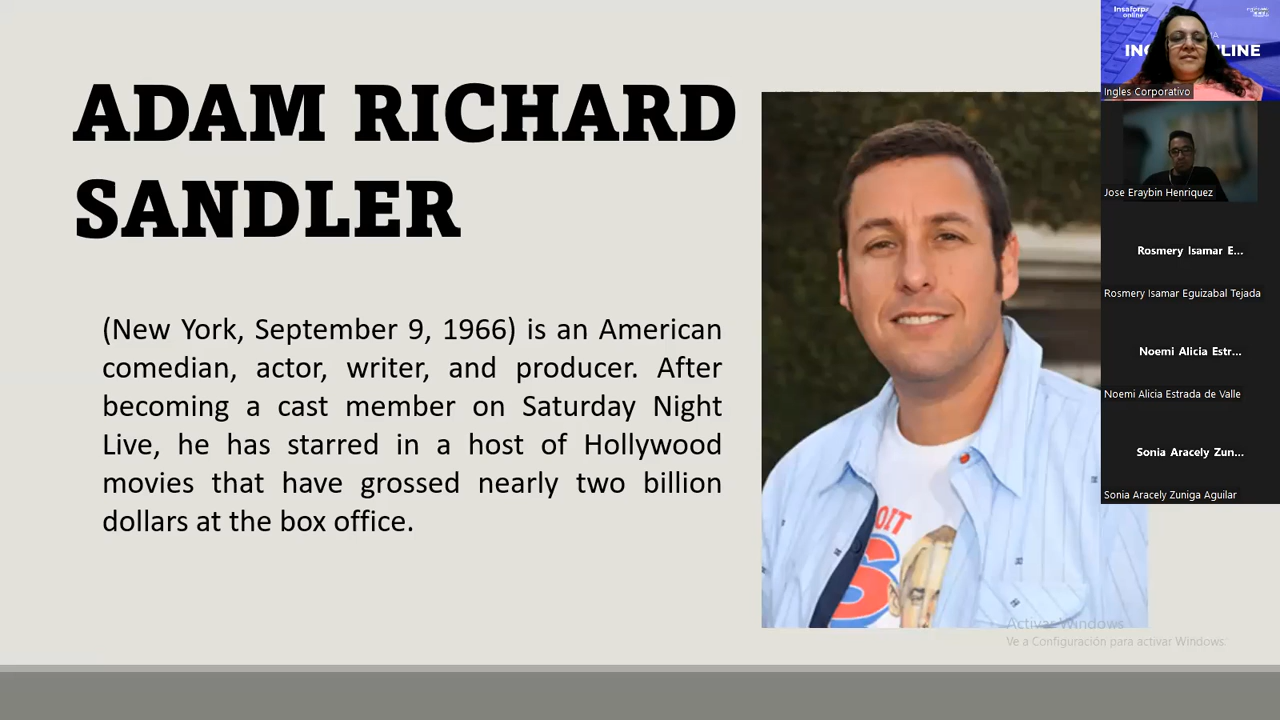 ADAM RICHARD
SANDLER
(New York, September 9, 1966) is an American
comedian, actor, writer, and producer. After
becoming a cast member on Saturday Night
Live, he has starred in a host of Hollywood
movies that have grossed nearly two billion
dollars at the box office.
OIT
6
Activar Windows
Ve a Configuración para activar Windows.
Insaforp
online
Ingles Corporativo
Jose Eraybin Henriquez
Rosmery Isamar E...
Rosmery Isamar Eguizabal Tejada
Noemi Alicia Estr...
Noemi Alicia Estrada de Valle
Sonia Aracely Zun...
Sonia Aracely Zuniga Aguilar